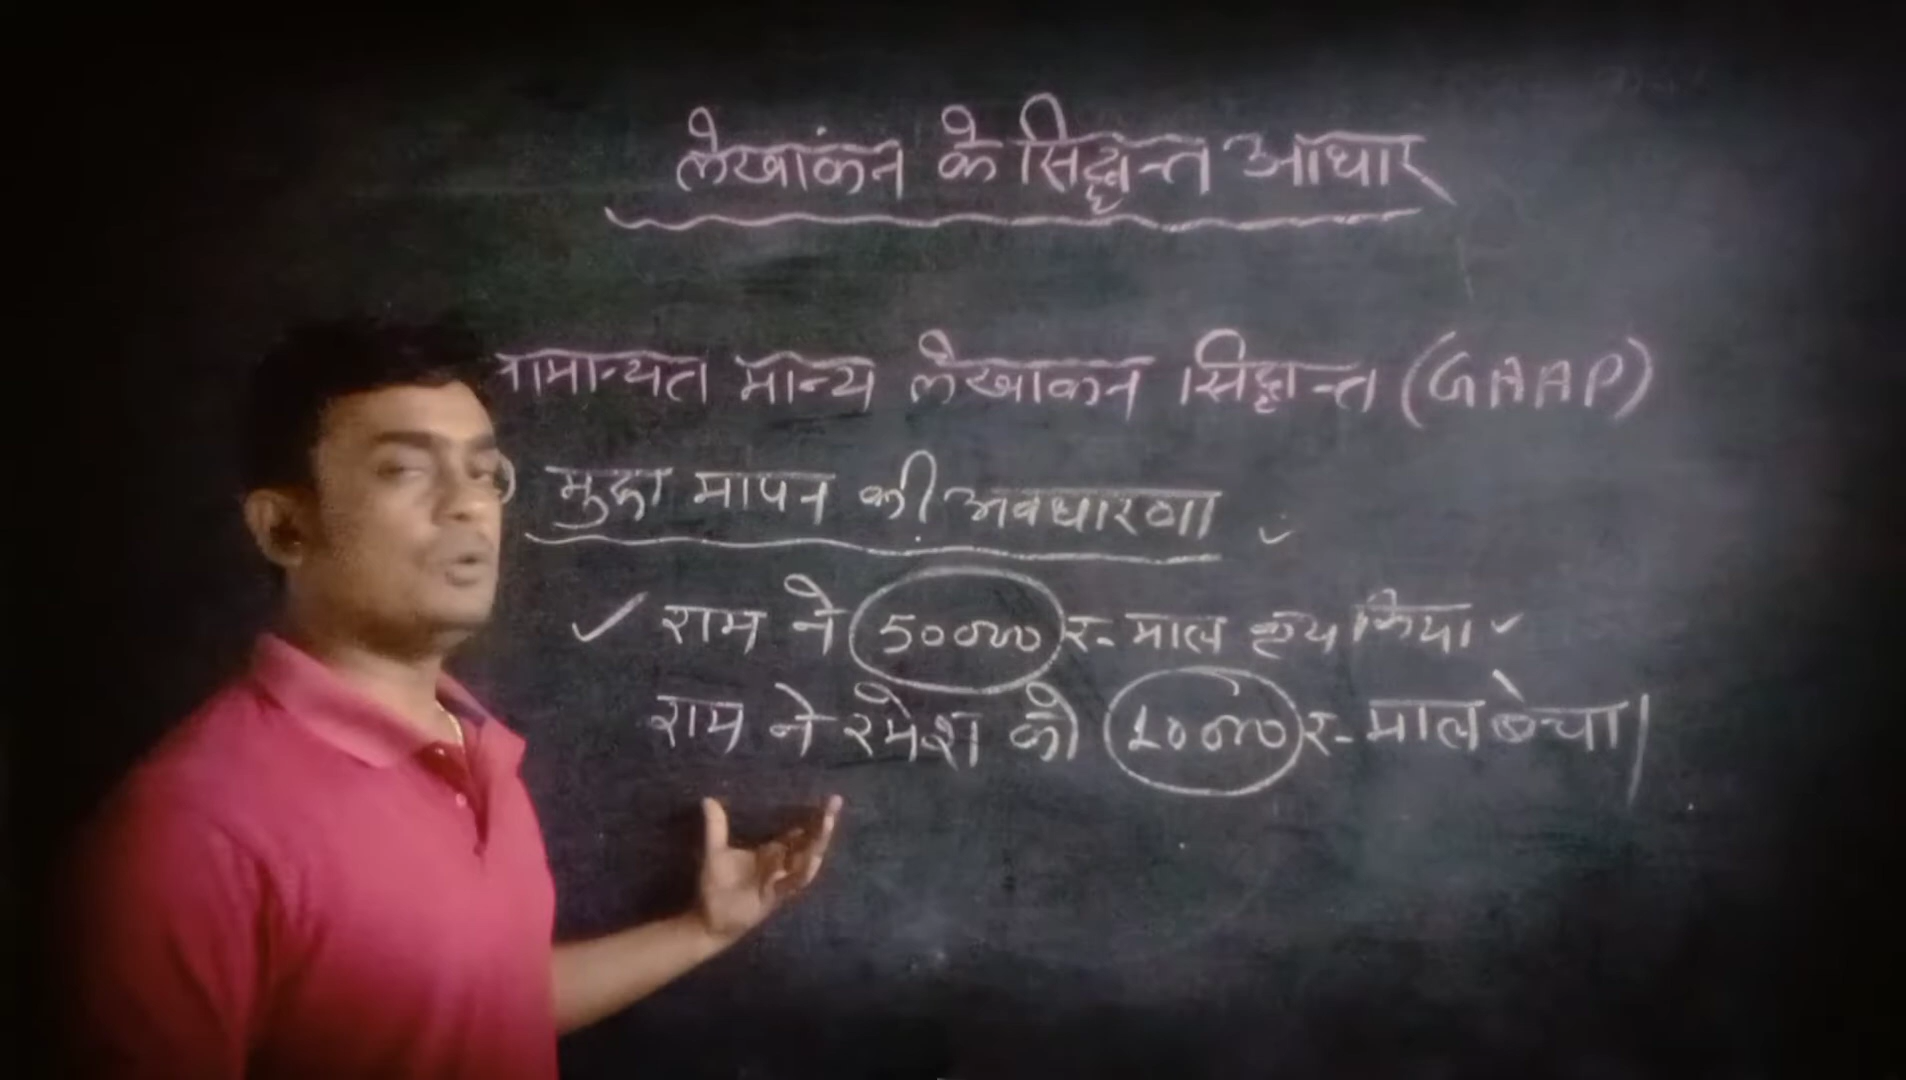 लेखांकन के सिद्धान्त आधार
ामान्यत मान्य लेखाकन सिद्धान्त (GAAP)
) मुद्रा मापन की अवधारणा ✓
✓ राम ने 50000 रु- माल क्रय किया ✓
राम ने रमेश को 10000 रु- माल बेचा।